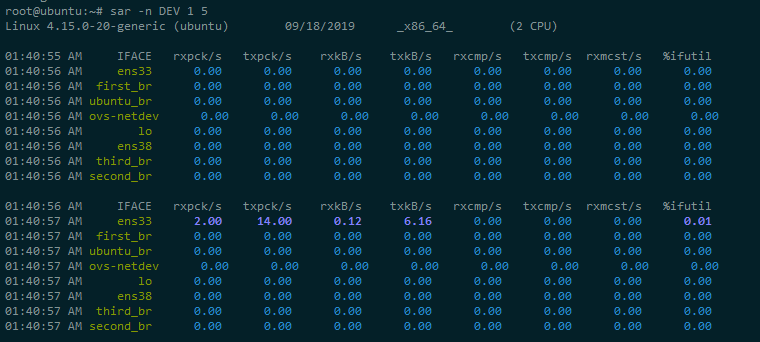 root@ubuntu:~# sar -n DEV 1 5
Linux 4.15.0-20-generic (ubuntu) 09/18/2019 _x86_64_ (2 CPU)
01:40:55 AM IFACE rxpck/s txpck/s rxkB/s txkB/s rxcmp/s txcmp/s rxmcst/s %ifutil
01:40:56 AM ens33 0.00 0.00 0.00 0.00 0.00 0.00 0.00 0.00
01:40:56 AM first_br 0.00 0.00 0.00 0.00 0.00 0.00 0.00 0.00
01:40:56 AM ubuntu_br 0.00 0.00 0.00 0.00 0.00 0.00 0.00 0.00
01:40:56 AM ovs-netdev 0.00 0.00 0.00 0.00 0.00 0.00 0.00 0.00
01:40:56 AM lo 0.00 0.00 0.00 0.00 0.00 0.00 0.00 0.00
01:40:56 AM ens38 0.00 0.00 0.00 0.00 0.00 0.00 0.00 0.00
01:40:56 AM third_br 0.00 0.00 0.00 0.00 0.00 0.00 0.00 0.00
01:40:56 AM second_br 0.00 0.00 0.00 0.00 0.00 0.00 0.00 0.00
01:40:56 AM IFACE rxpck/s txpck/s rxkB/s txkB/s rxcmp/s txcmp/s rxmcst/s %ifutil
01:40:57 AM ens33 2.00 14.00 0.12 6.16 0.00 0.00 0.00 0.01
01:40:57 AM first_br 0.00 0.00 0.00 0.00 0.00 0.00 0.00 0.00
01:40:57 AM ubuntu_br 0.00 0.00 0.00 0.00 0.00 0.00 0.00 0.00
01:40:57 AM ovs-netdev 0.00 0.00 0.00 0.00 0.00 0.00 0.00 0.00
01:40:57 AM lo 0.00 0.00 0.00 0.00 0.00 0.00 0.00 0.00
01:40:57 AM ens38 0.00 0.00 0.00 0.00 0.00 0.00 0.00 0.00
01:40:57 AM third_br 0.00 0.00 0.00 0.00 0.00 0.00 0.00 0.00
01:40:57 AM second_br 0.00 0.00 0.00 0.00 0.00 0.00 0.00 0.00